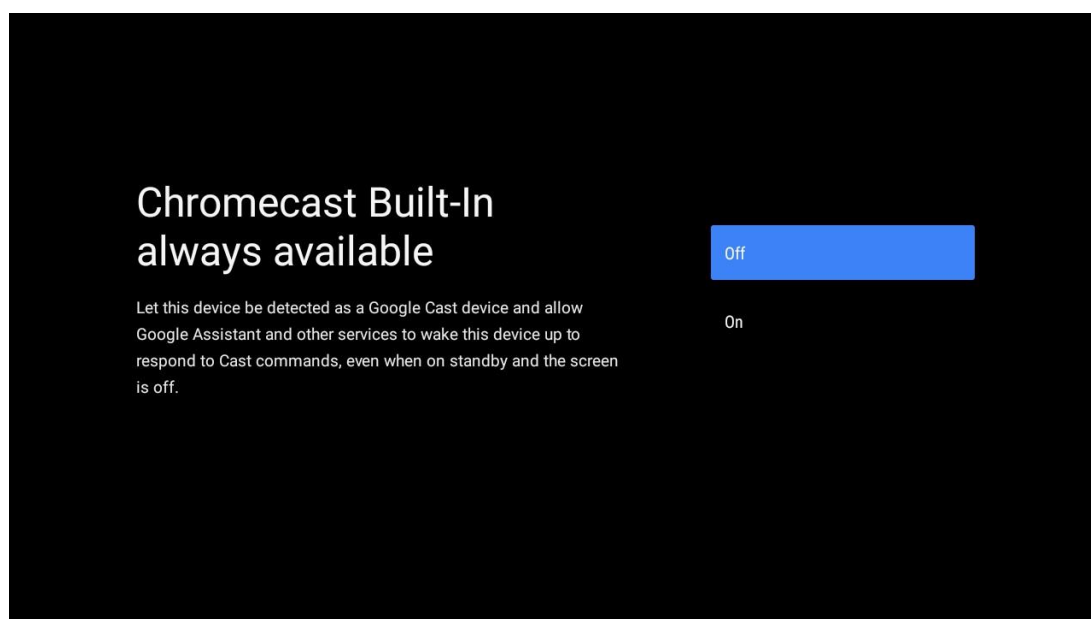 Chromecast Built-In
always available
Let this device be detected as a Google Cast device and allow
Google Assistant and other services to wake this device up to
respond to Cast commands, even when on standby and the screen
is off.
Off
On